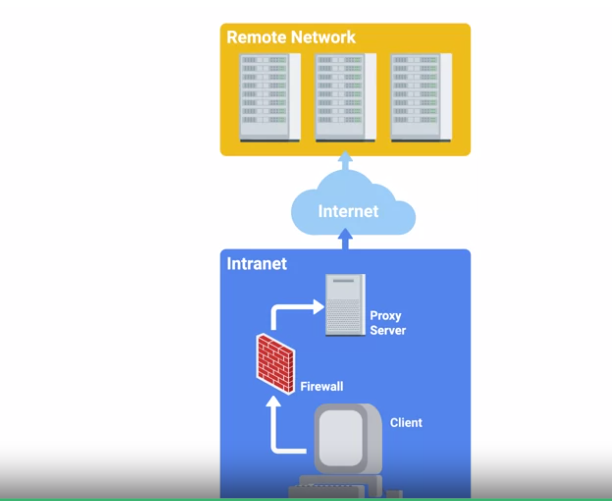 Remote Network
Internet
Intranet
Proxy
Server
Firewall
Client